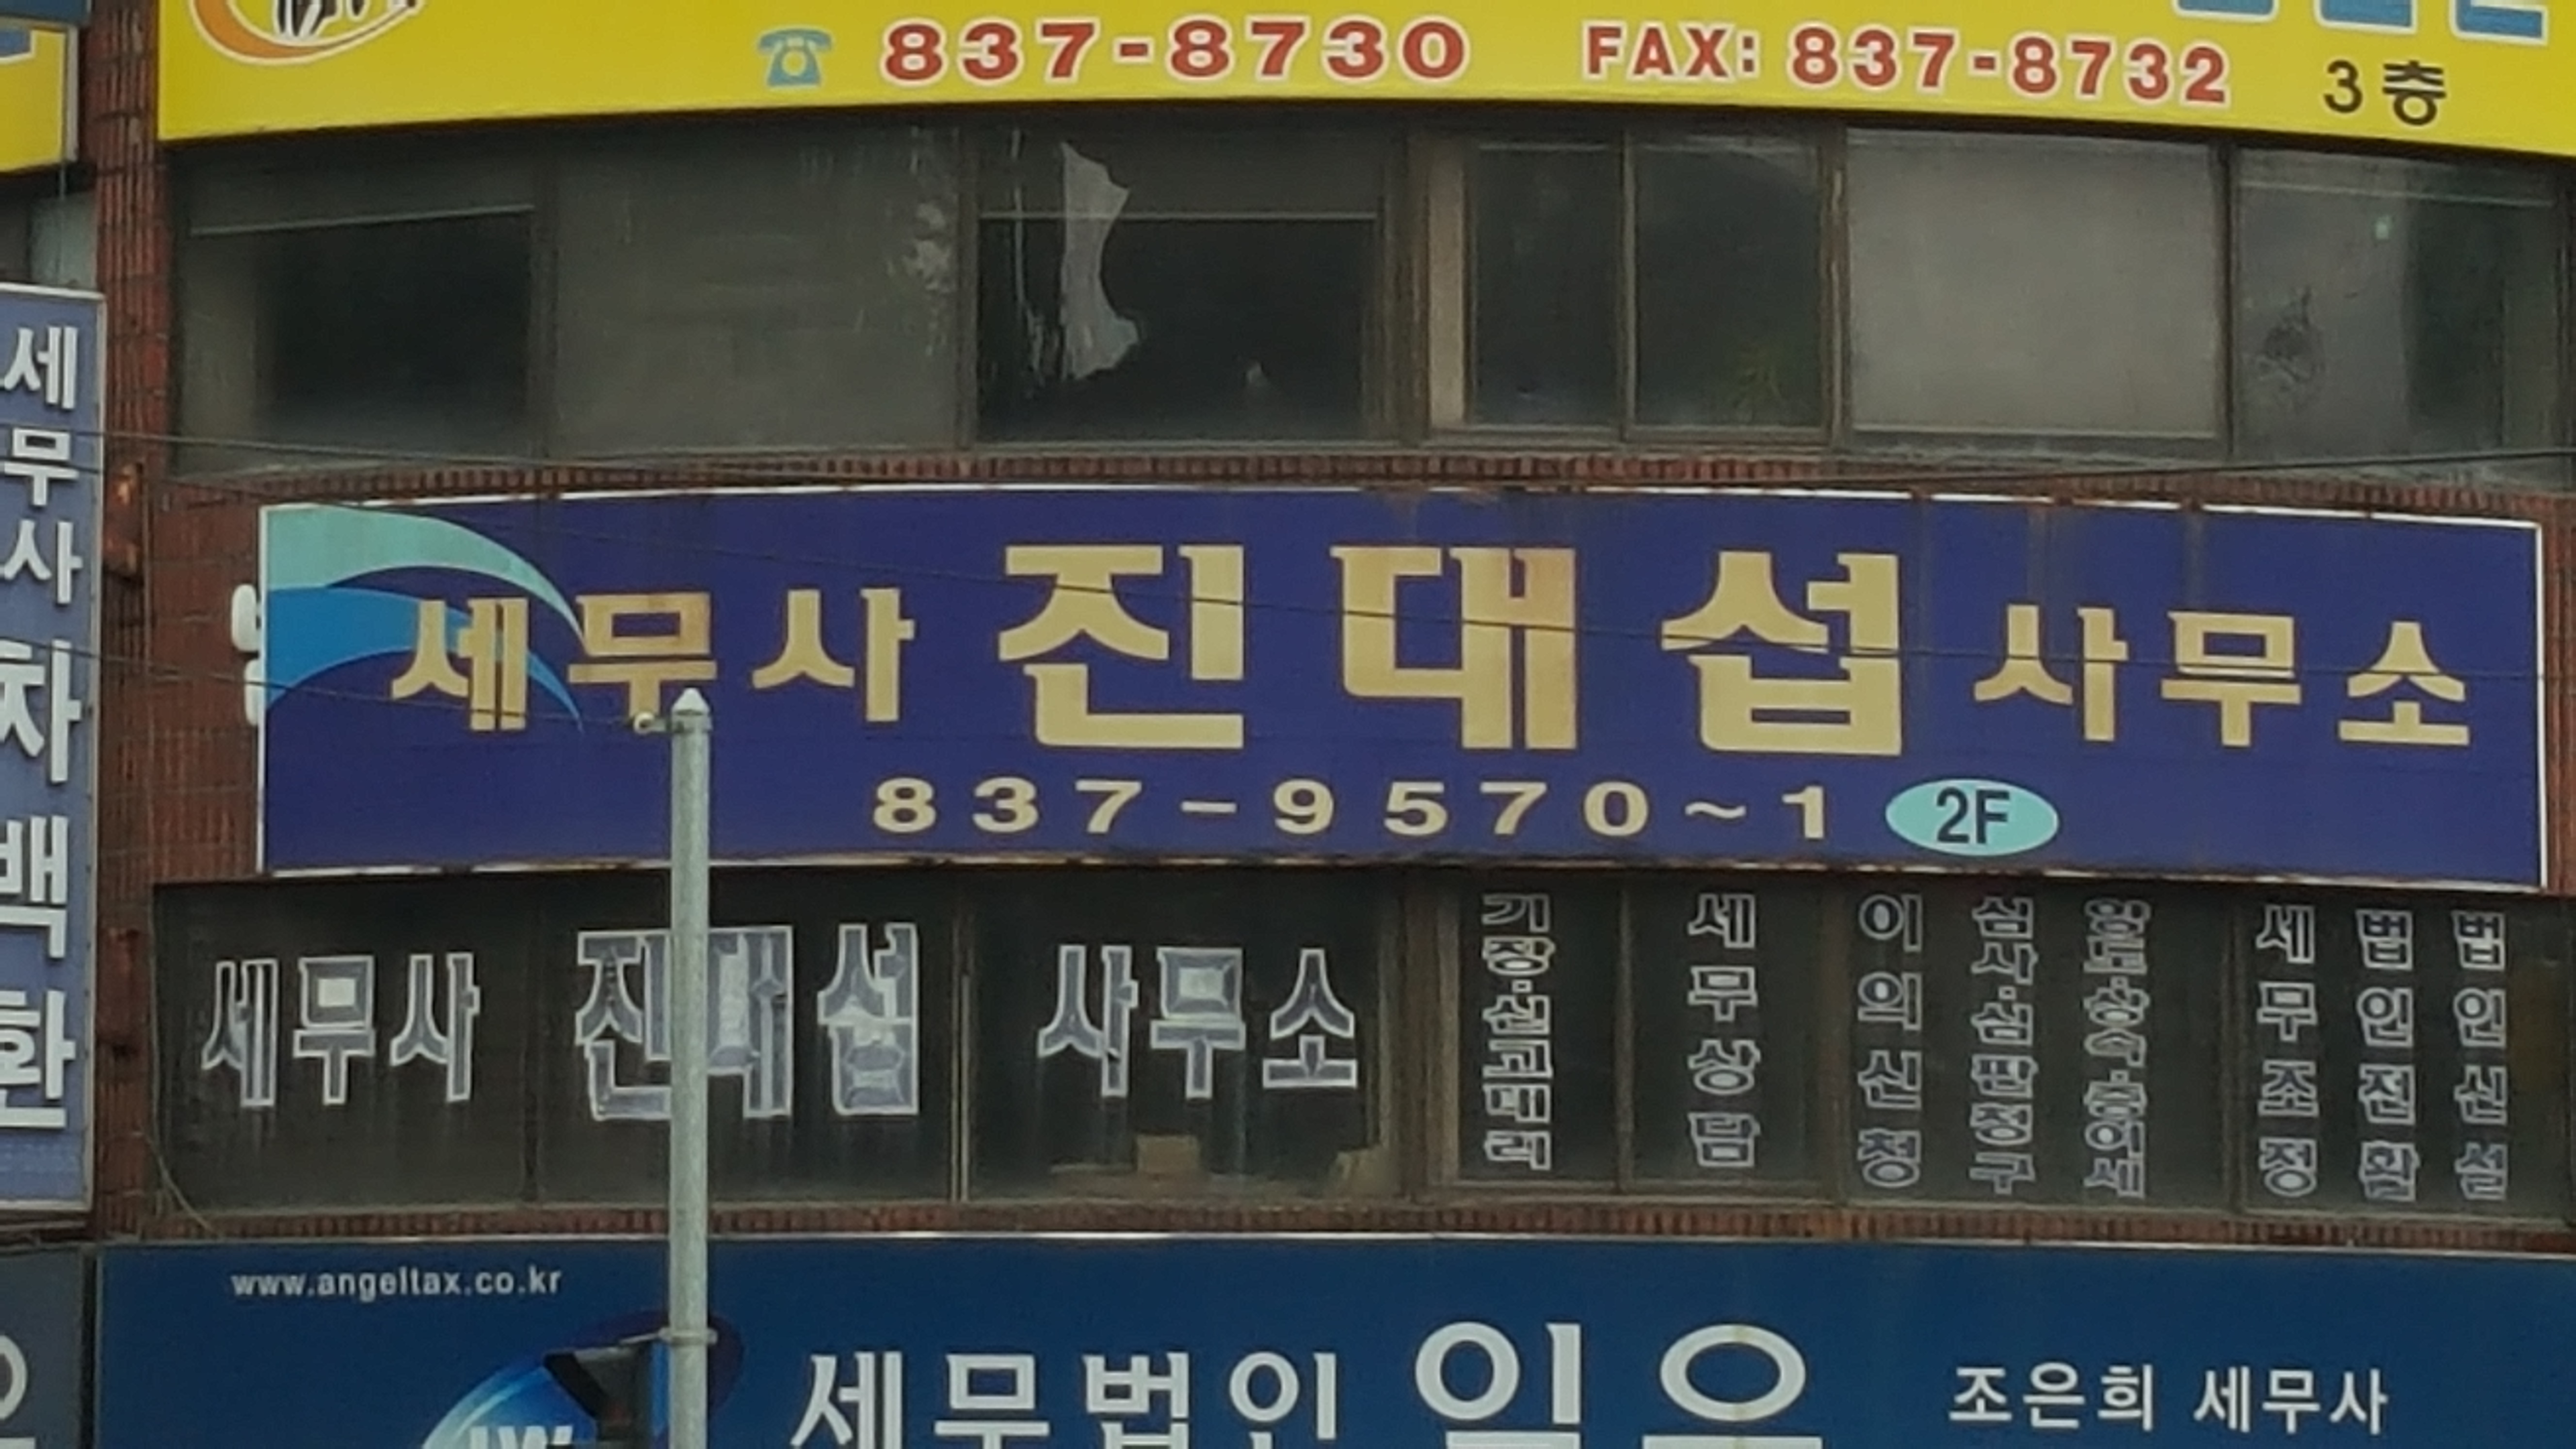 837-8730 FAX: 837-8732 3층
세무사 차백환
세무사 진대섭 사무소
837-9570~1 2F
세무사 진대섭 사무소
기장·신고대리
세무상담
이의신청
심사·심판청구
양도·상속·증여세
세무조정
법인전환
법인신설
www.angeltax.co.kr
세무법인 조은희 세무사